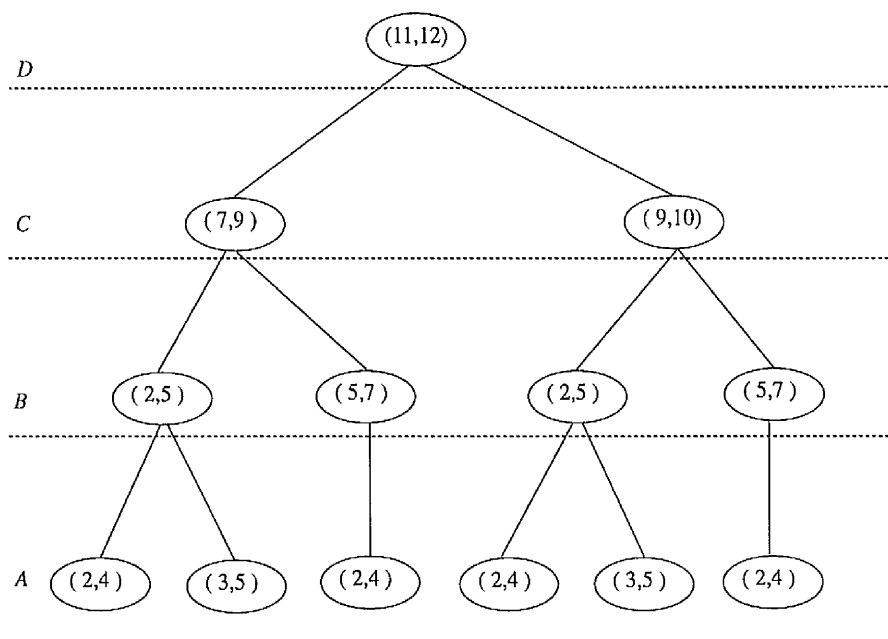 (11,12)
D
C
( 7,9 )
( 9,10)
B
( 2,5 )
( 5,7 )
( 2,5 )
( 5,7 )
A
( 2,4 )
( 3,5 )
( 2,4 )
( 2,4 )
( 3,5 )
( 2,4 )